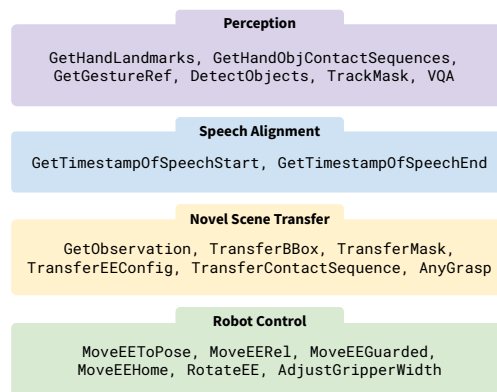 Perception
GetHandLandmarks, GetHandObjContactSequences,
GetGestureRef, DetectObjects, TrackMask, VQA
Speech Alignment
GetTimestampOfSpeechStart, GetTimestampOfSpeechEnd
Novel Scene Transfer
GetObservation, TransferBBox, TransferMask,
TransferEEConfig, TransferContactSequence, AnyGrasp
Robot Control
MoveEEToPose, MoveEERel, MoveEEGuarded,
MoveEEHome, RotateEE, AdjustGripperWidth